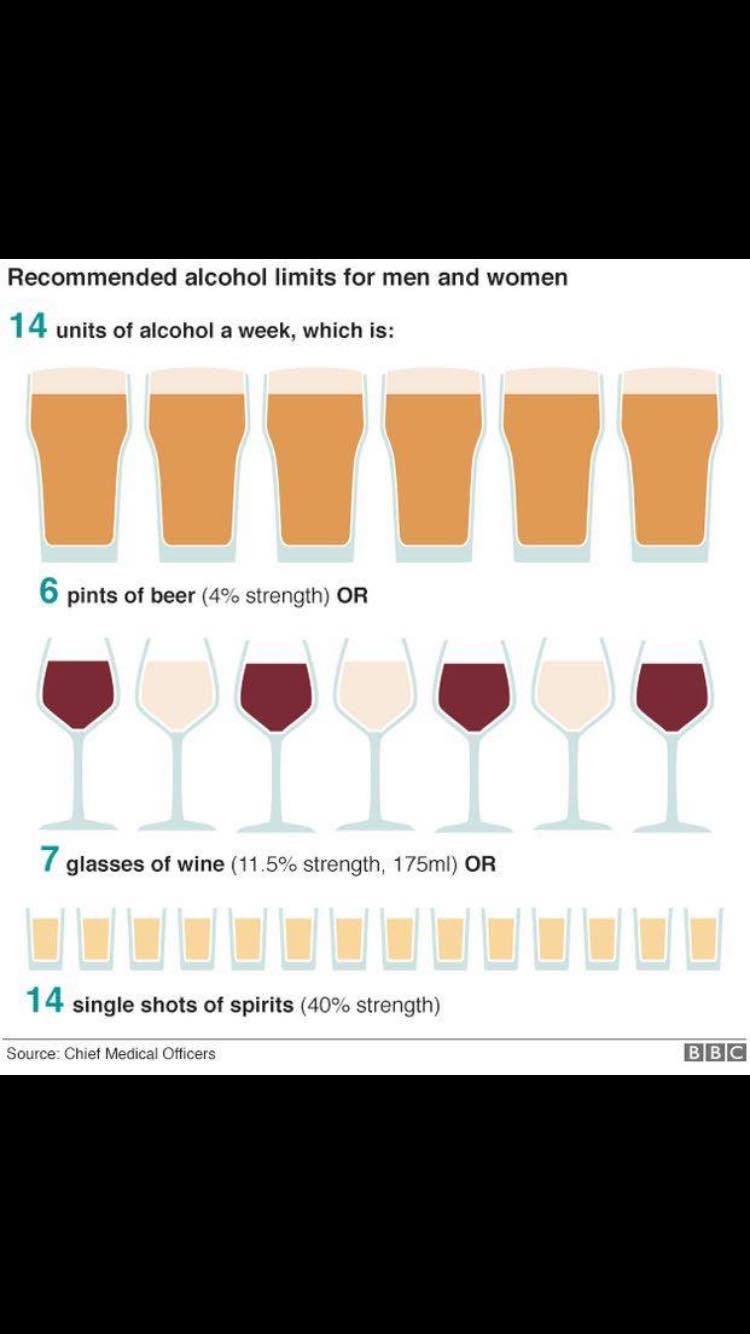 Recommended alcohol limits for men and women
14 units of alcohol a week, which is:
6 pints of beer (4% strength) OR
7 glasses of wine (11.5% strength, 175ml) OR
14 single shots of spirits (40% strength)
Source: Chief Medical Officers
BBC